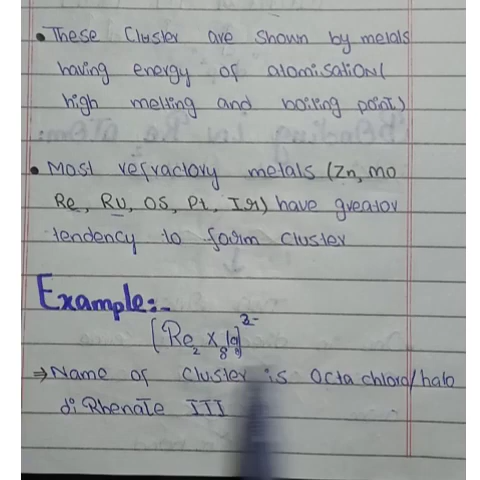 • These Cluster are shown by metals
having energy of atomisation(
high melting and boiling point)
• Most refractory metals (Zn, Mo
Re, Ru, Os, Pt, Ir) have greator
tendency to form cluster
Example:-
[Re2 X8]2-
⇒ Name of cluster is Octa chloro/halo
di Rhenate III